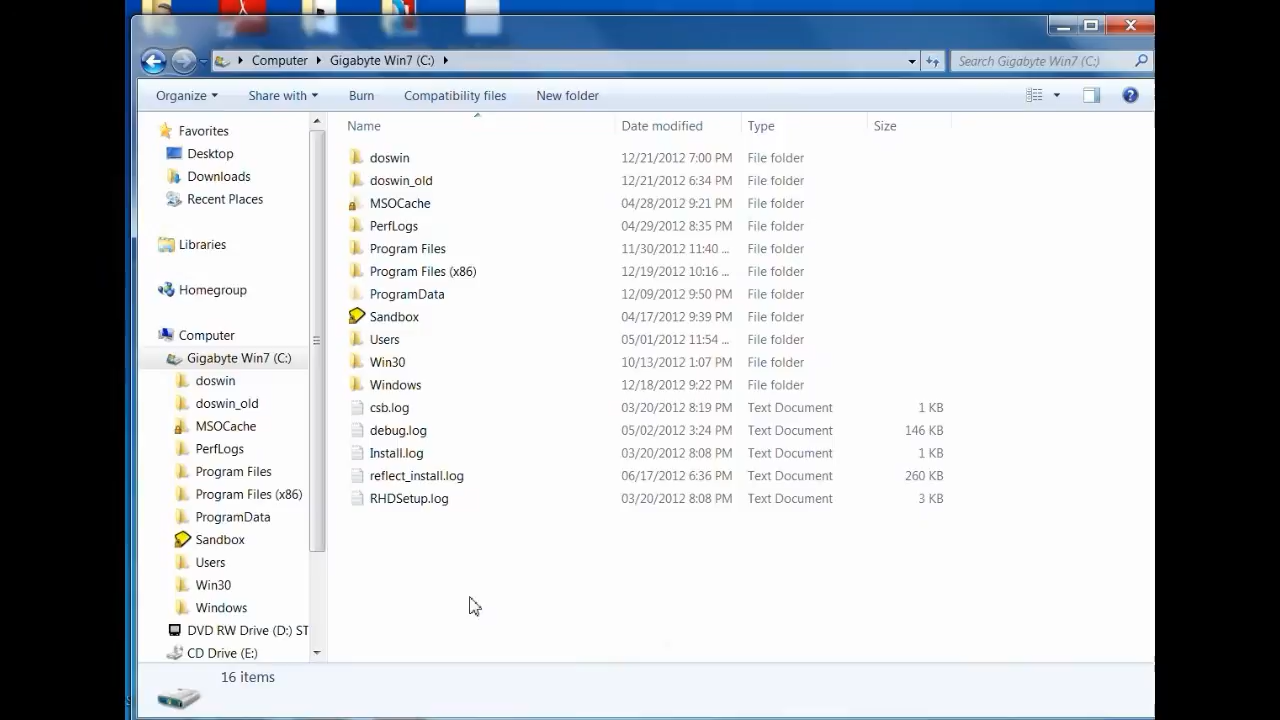 Computer Gigabyte Win7 (C:) Search Gigabyte Win7 (C:)
Organize Share with Burn Compatibility files New folder
Favorites
Desktop
Downloads
Recent Places
Libraries
Homegroup
Computer
Gigabyte Win7 (C:)
doswin
doswin_old
MSOCache
PerfLogs
Program Files
Program Files (x86)
ProgramData
Sandbox
Users
Win30
Windows
DVD RW Drive (D:) ST
CD Drive (E:)
Name Date modified Type Size
doswin 12/21/2012 7:00 PM File folder
doswin_old 12/21/2012 6:34 PM File folder
MSOCache 04/28/2012 9:21 PM File folder
PerfLogs 04/29/2012 8:35 PM File folder
Program Files 11/30/2012 11:40 ... File folder
Program Files (x86) 12/19/2012 10:16 ... File folder
ProgramData 12/09/2012 9:50 PM File folder
Sandbox 04/17/2012 9:39 PM File folder
Users 05/01/2012 11:54 ... File folder
Win30 10/13/2012 1:07 PM File folder
Windows 12/18/2012 9:22 PM File folder
csb.log 03/20/2012 8:19 PM Text Document 1 KB
debug.log 05/02/2012 3:24 PM Text Document 146 KB
Install.log 03/20/2012 8:08 PM Text Document 1 KB
reflect_install.log 06/17/2012 6:36 PM Text Document 260 KB
RHDSetup.log 03/20/2012 8:08 PM Text Document 3 KB
16 items